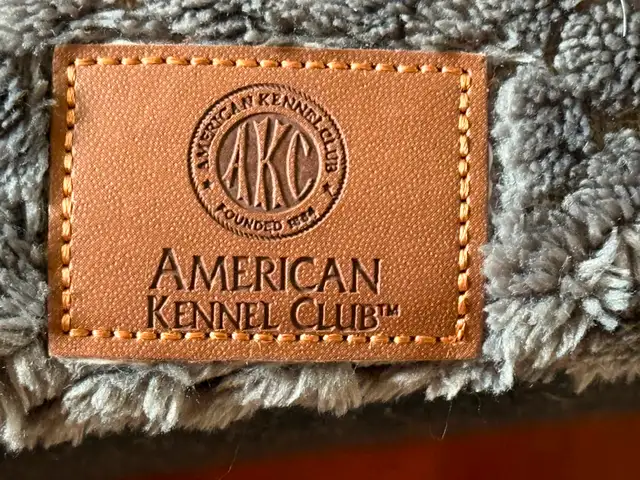 AMERICAN KENNEL CLUB
AKC
FOUNDED 1884
AMERICAN
KENNEL CLUB™